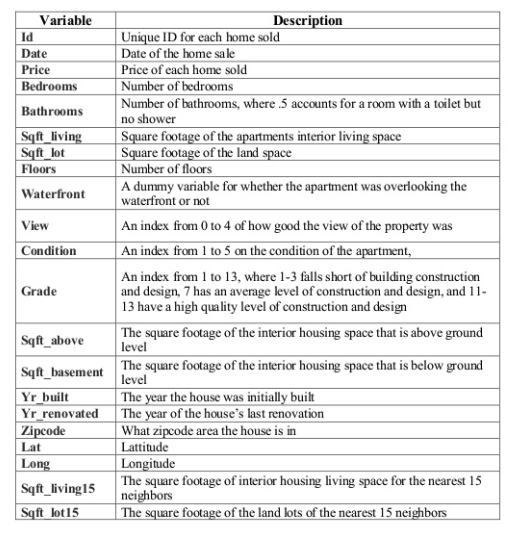 Variable Description
Id Unique ID for each home sold
Date Date of the home sale
Price Price of each home sold
Bedrooms Number of bedrooms
Bathrooms Number of bathrooms, where .5 accounts for a room with a toilet but
no shower
Sqft_living Square footage of the apartments interior living space
Sqft_lot Square footage of the land space
Floors Number of floors
Waterfront A dummy variable for whether the apartment was overlooking the
waterfront or not
View An index from 0 to 4 of how good the view of the property was
Condition An index from 1 to 5 on the condition of the apartment,
Grade An index from 1 to 13, where 1-3 falls short of building construction
and design, 7 has an average level of construction and design, and 11-
13 have a high quality level of construction and design
Sqft_above The square footage of the interior housing space that is above ground
level
Sqft_basement The square footage of the interior housing space that is below ground
level
Yr_built The year the house was initially built
Yr_renovated The year of the house's last renovation
Zipcode What zipcode area the house is in
Lat Lattitude
Long Longitude
Sqft_living15 The square footage of interior housing living space for the nearest 15
neighbors
Sqft_lot15 The square footage of the land lots of the nearest 15 neighbors